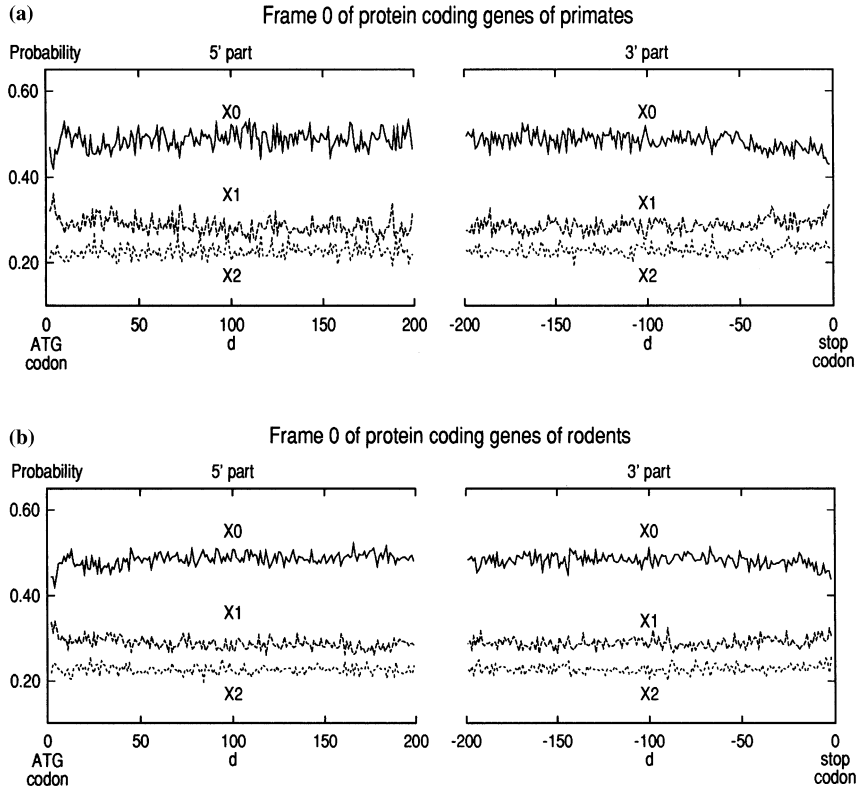 (a)
Frame 0 of protein coding genes of primates
Probability
5' part
3' part
0.60
X0
X0
0.40
X1
X1
0.20
X2
X2
0 50 100 150 200
-200 -150 -100 -50 0
ATG
codon
d
d
stop
codon
(b)
Frame 0 of protein coding genes of rodents
Probability
5' part
3' part
0.60
X0
X0
0.40
X1
X1
0.20
X2
X2
0 50 100 150 200
-200 -150 -100 -50 0
ATG
codon
d
d
stop
codon